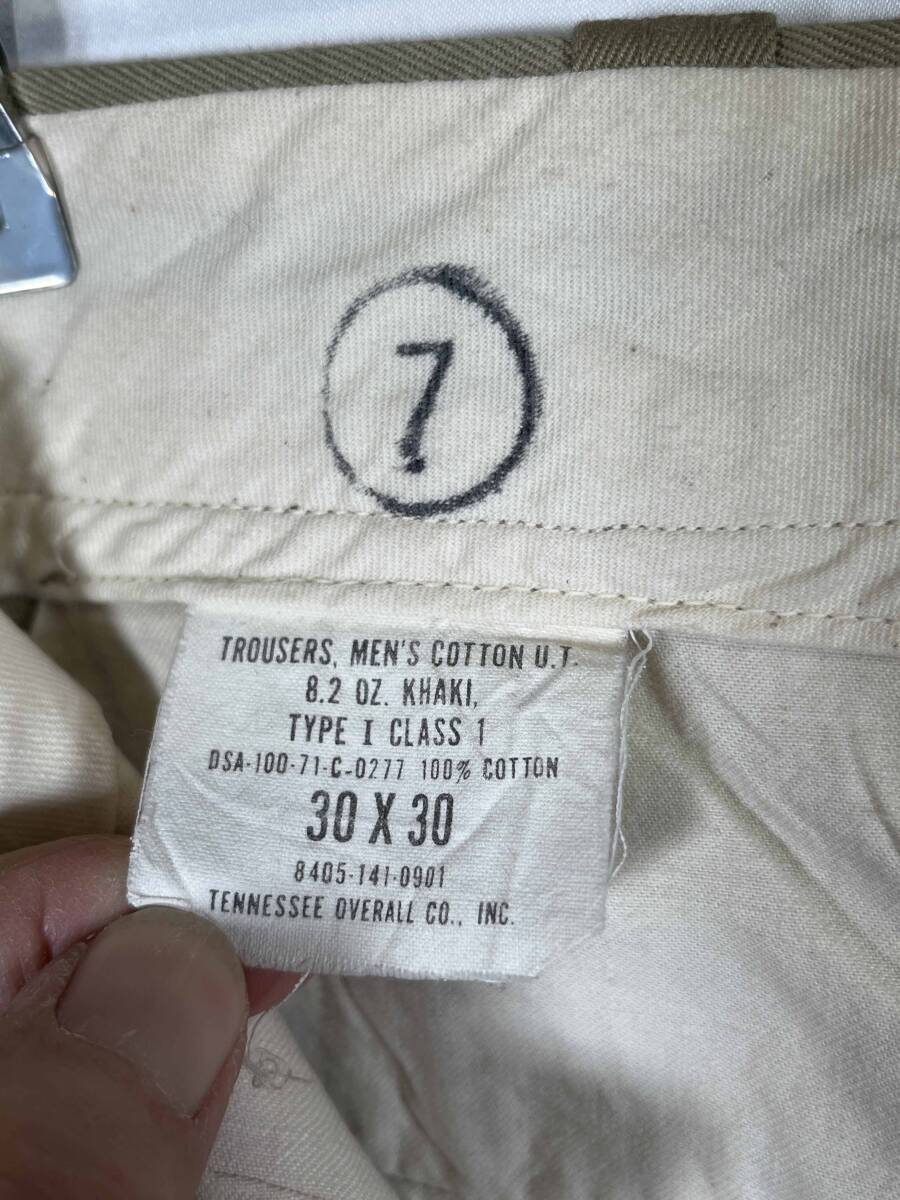 7
TROUSERS, MEN'S COTTON U.T.
8.2 OZ. KHAKI,
TYPE I CLASS 1
DSA-100-71-C-0277 100% COTTON
30 X 30
8405-141-0901
TENNESSEE OVERALL CO., INC.